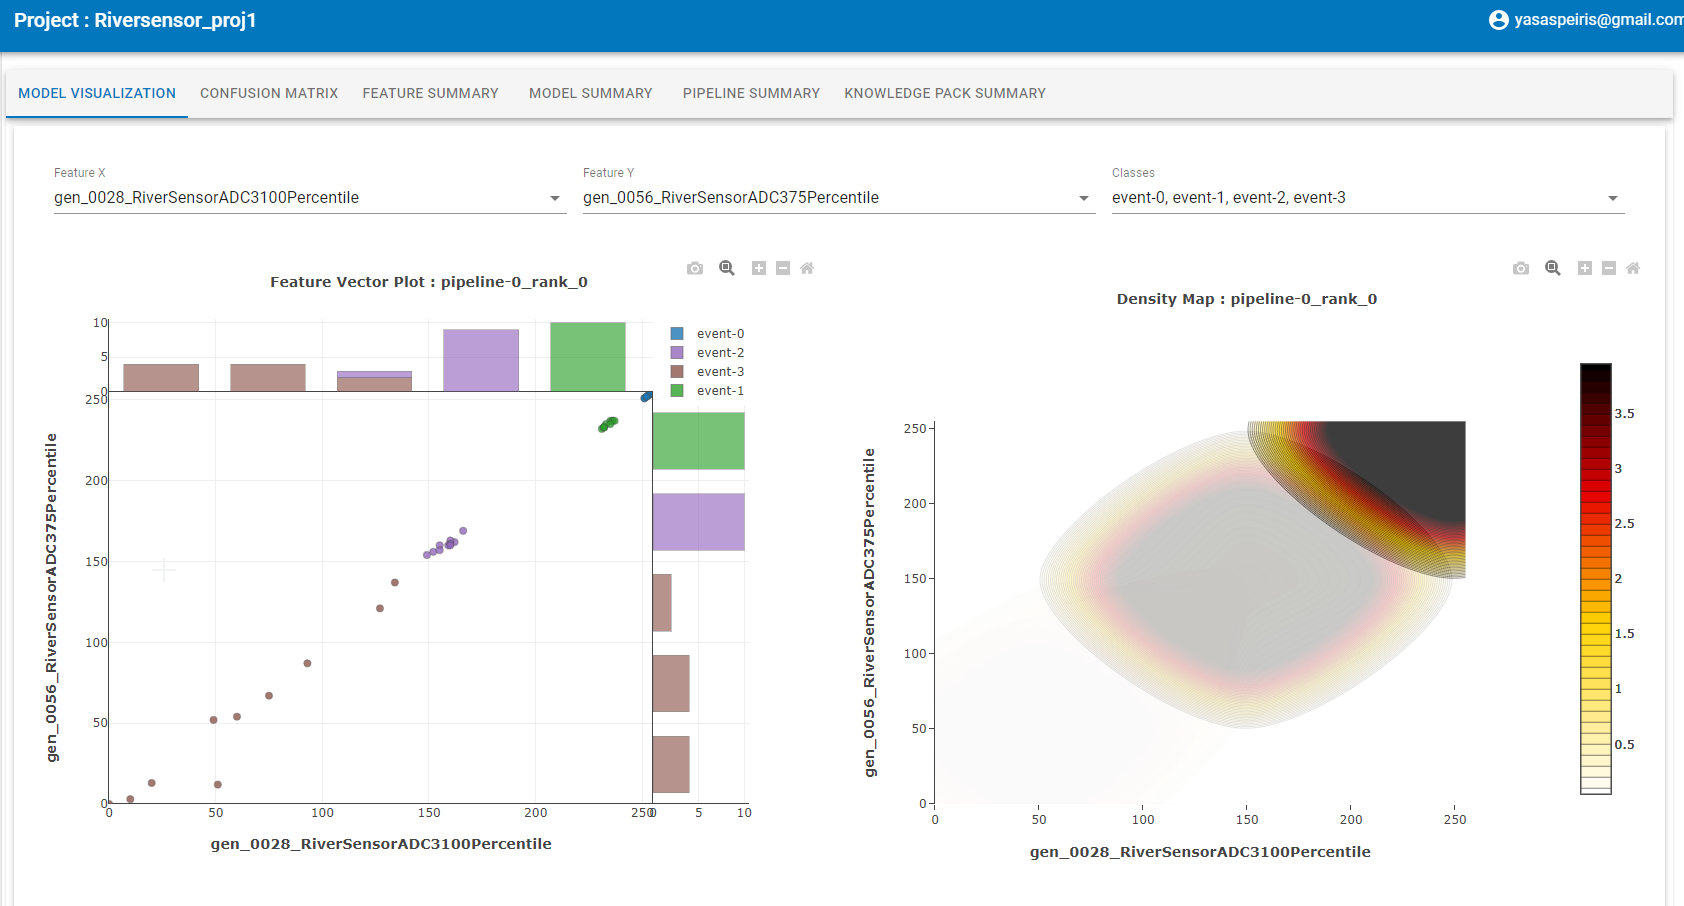 Project : Riversensor_proj1
yasaspeiris@gmail.com
MODEL VISUALIZATION CONFUSION MATRIX FEATURE SUMMARY MODEL SUMMARY PIPELINE SUMMARY KNOWLEDGE PACK SUMMARY
Feature X
gen_0028_RiverSensorADC3100Percentile
Feature Y
gen_0056_RiverSensorADC375Percentile
Classes
event-0, event-1, event-2, event-3
Feature Vector Plot : pipeline-0_rank_0
10
5
0
event-0
event-2
event-3
event-1
250
200
150
100
50
0
gen_0056_RiverSensorADC375Percentile
0 50 100 150 200 250
0 5 10
gen_0028_RiverSensorADC3100Percentile
Density Map : pipeline-0_rank_0
250
200
150
100
50
0
gen_0056_RiverSensorADC375Percentile
0 50 100 150 200 250
gen_0028_RiverSensorADC3100Percentile
3.5
3
2.5
2
1.5
1
0.5